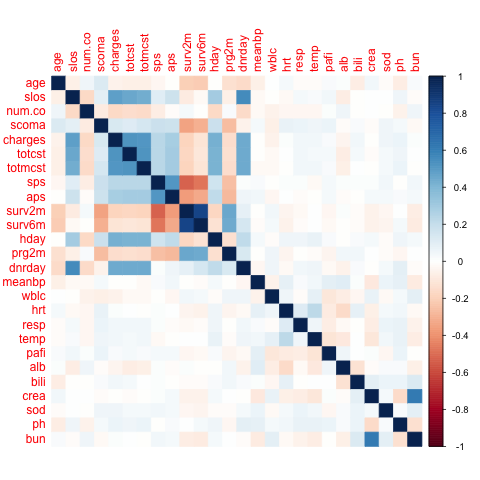 age slos num.co scoma charges totcst totmcst sps aps surv2m surv6m hday prg2m dnrday meanbp wblc hrt resp temp pafi alb bili crea sod ph bun
age
slos
num.co
scoma
charges
totcst
totmcst
sps
aps
surv2m
surv6m
hday
prg2m
dnrday
meanbp
wblc
hrt
resp
temp
pafi
alb
bili
crea
sod
ph
bun
1
0.8
0.6
0.4
0.2
0
-0.2
-0.4
-0.6
-0.8
-1